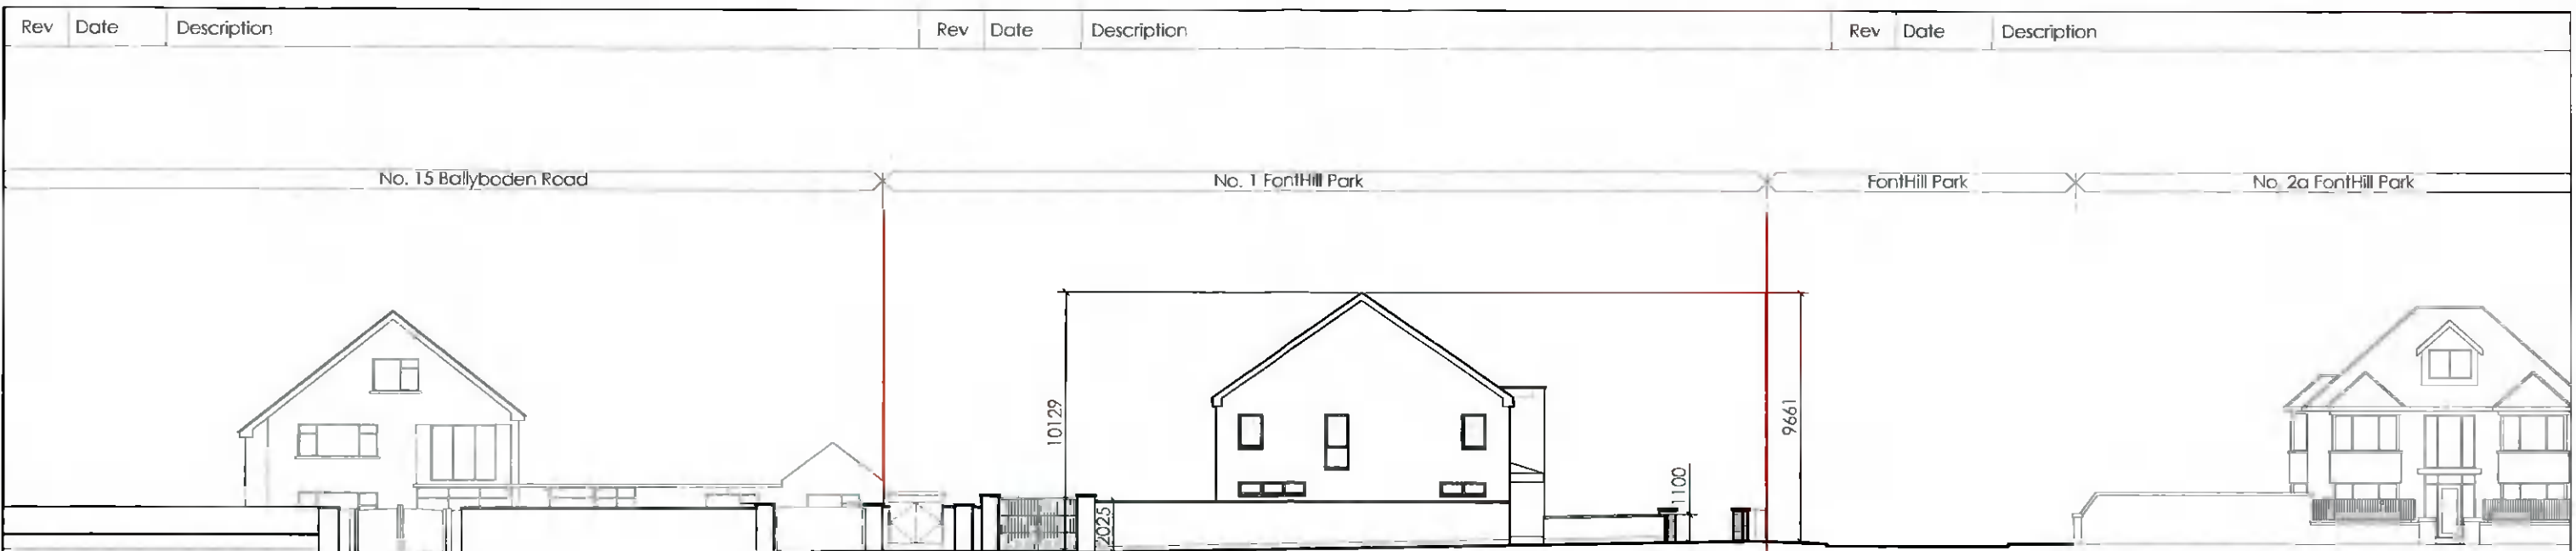 Rev Date Description Rev Date Description Rev Date Description
No. 15 Ballyboden Road No. 1 FontHill Park FontHill Park No. 2a FontHill Park
10129
9661
1100
2025